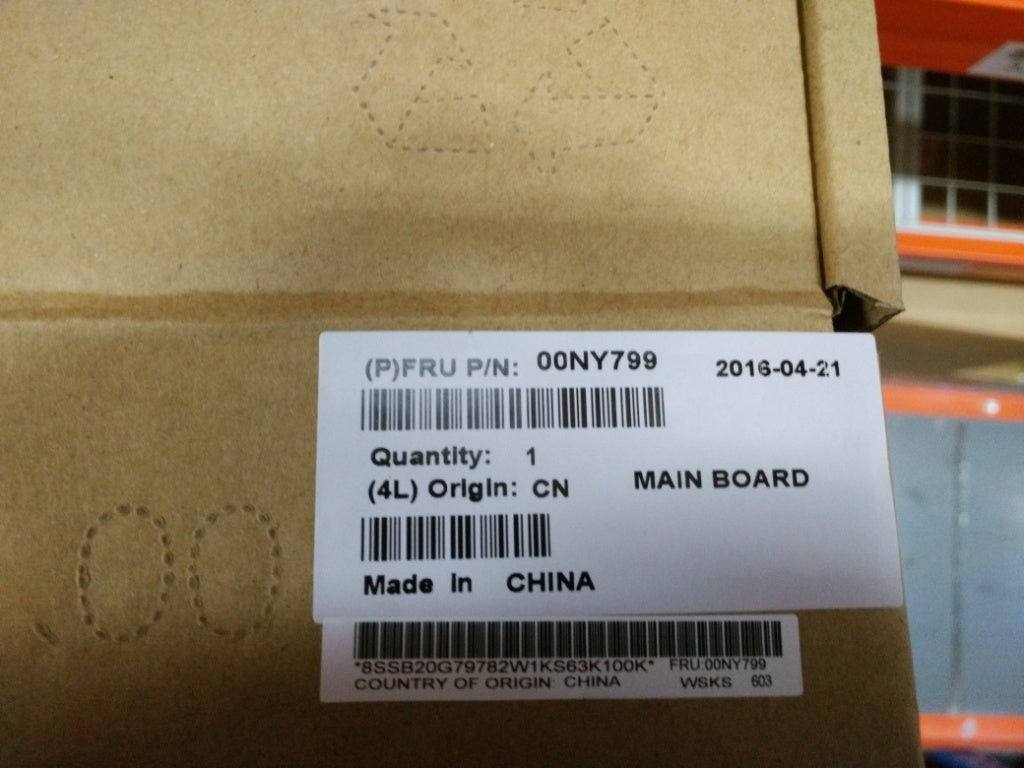 (P)FRU P/N: 00NY799 2016-04-21
Quantity: 1
(4L) Origin: CN MAIN BOARD
Made In CHINA
*8SSB20G79782W1KS63K100K* FRU:00NY799
COUNTRY OF ORIGIN: CHINA WSKS 603
00